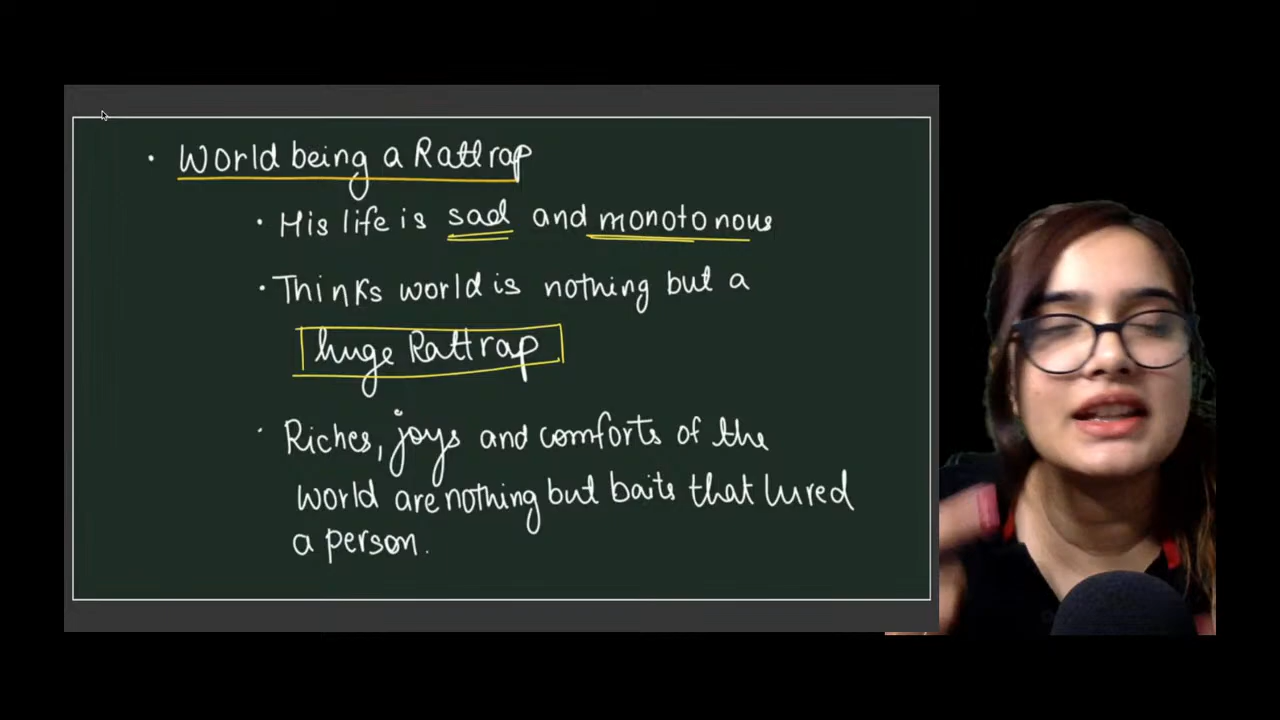 • World being a Rattrap
• His life is sad and monotonous
• Thinks world is nothing but a
huge Rattrap
• Riches, joys and comforts of the
world are nothing but baits that lured
a person.